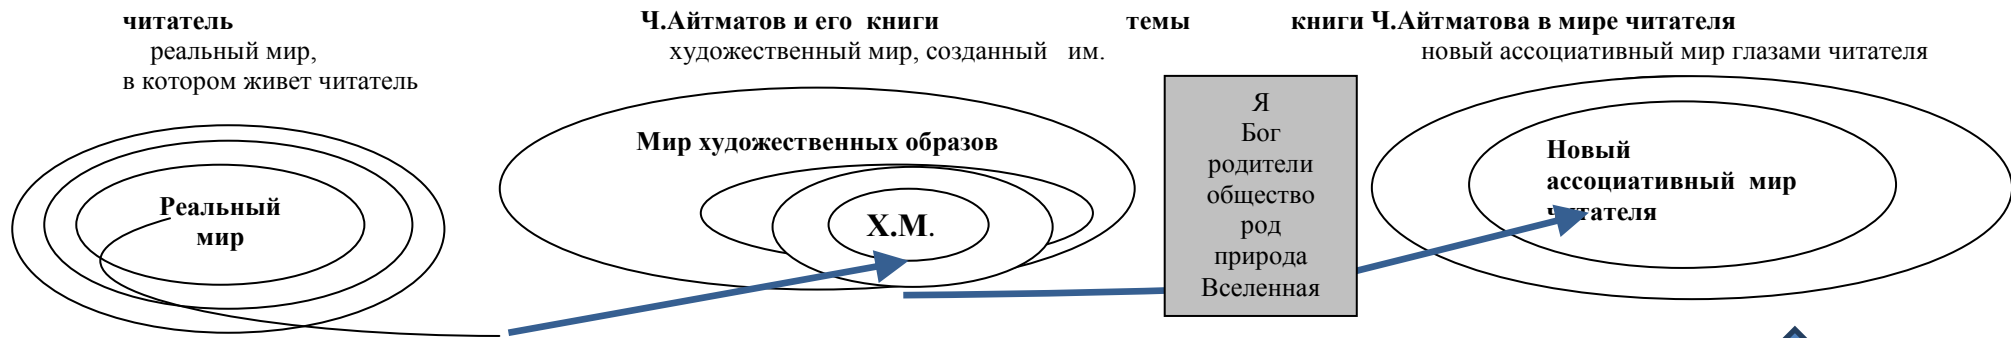 читатель
реальный мир,
в котором живет читатель
Ч.Айтматов и его книги
художественный мир, созданный им.
темы
книги Ч.Айтматова в мире читателя
новый ассоциативный мир глазами читателя
Реальный
мир
Мир художественных образов
Х.М.
Я
Бог
родители
общество
род
природа
Вселенная
Новый
ассоциативный мир
читателя